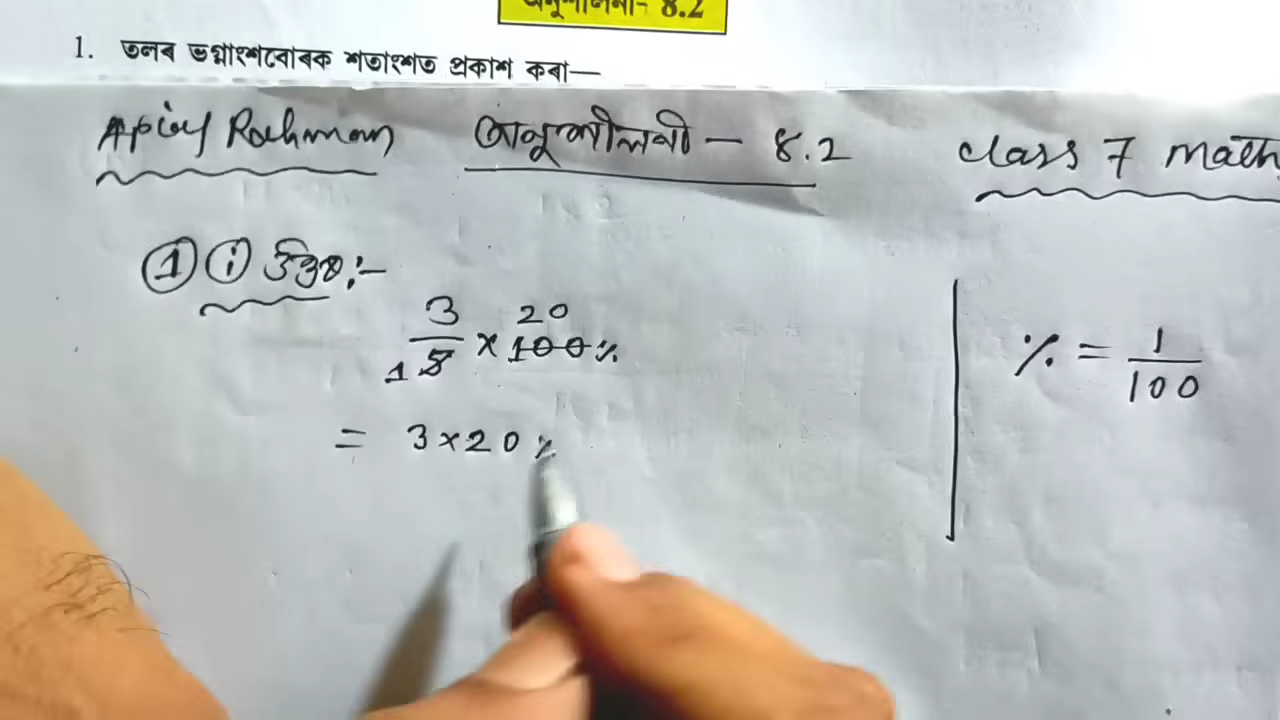 অনুশীলনী- 8.2
1. তলৰ ভগ্নাংশবোৰক শতাংশত প্ৰকাশ কৰা—
Rahman অনুশীলনী – 8.2 class 7 math
1 i উত্তৰ :-
3 20
1 5 × 100%
= 3 × 20 %
% = 1/100